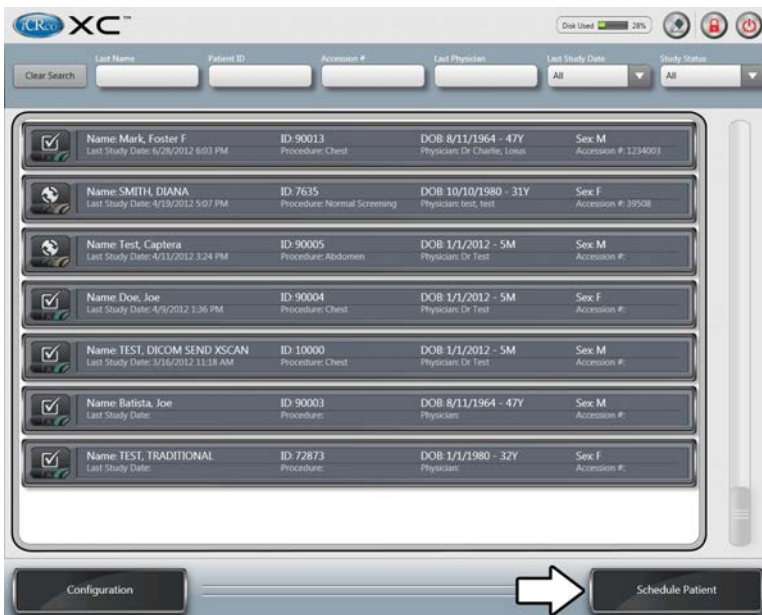 iCRco XC™
Disk Used 28%
Last Name Patient ID Accession # Last Physician Last Study Date Study Status
Clear Search All All
Name: Mark, Foster F ID: 90013 DOB: 8/11/1964 - 47Y Sex: M
Last Study Date: 6/28/2012 6:03 PM Procedure: Chest Physician: Dr Charlie, Loius Accession #: 1234003
Name: SMITH, DIANA ID: 7635 DOB: 10/10/1980 - 31Y Sex: F
Last Study Date: 4/19/2012 5:07 PM Procedure: Normal Screening Physician: test, test Accession #: 39508
Name: Test, Captera ID: 90005 DOB: 1/1/2012 - 5M Sex: M
Last Study Date: 4/11/2012 3:24 PM Procedure: Abdomen Physician: Dr Test Accession #:
Name: Doe, Joe ID: 90004 DOB: 1/1/2012 - 5M Sex: F
Last Study Date: 4/9/2012 1:36 PM Procedure: Chest Physician: Dr Test Accession #:
Name: TEST, DICOM SEND XSCAN ID: 10000 DOB: 1/1/2012 - 5M Sex: M
Last Study Date: 3/16/2012 11:18 AM Procedure: Chest Physician: Dr Test Accession #:
Name: Batista, Joe ID: 90003 DOB: 8/11/1964 - 47Y Sex: M
Last Study Date: Procedure: Physician: Accession #:
Name: TEST, TRADITIONAL ID: 72873 DOB: 1/1/1980 - 32Y Sex: F
Last Study Date: Procedure: Physician: Accession #:
Configuration Schedule Patient